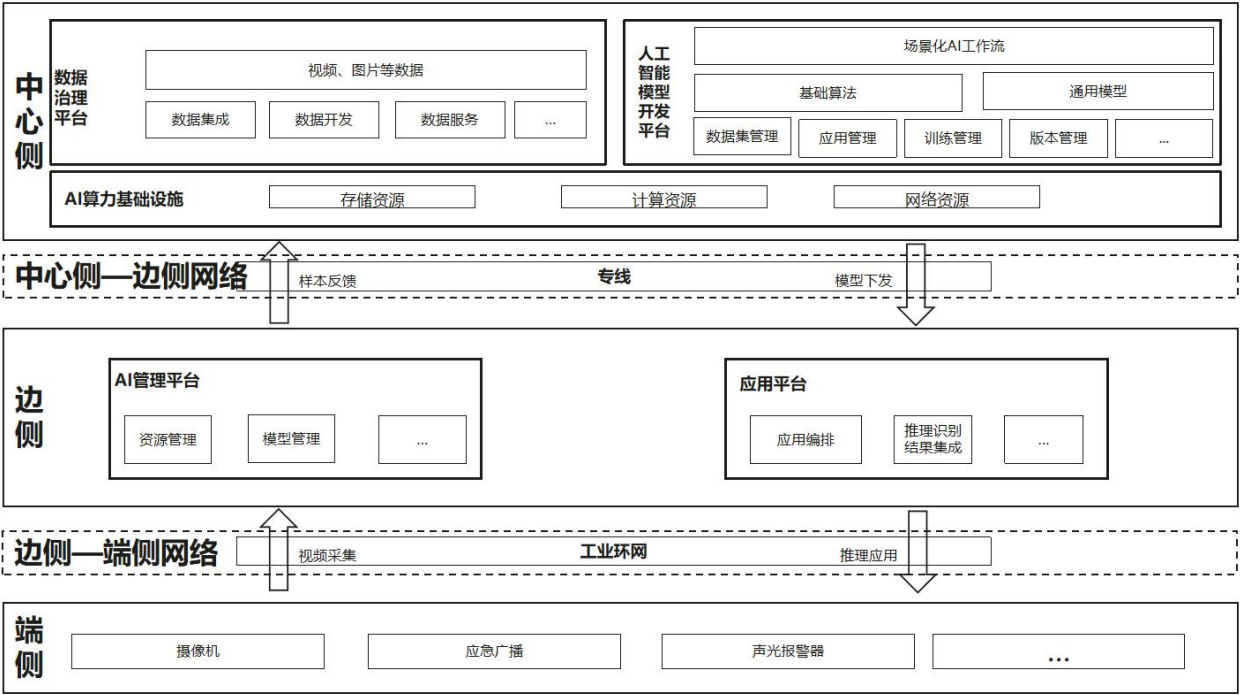 中心侧
数据治理平台
视频、图片等数据
数据集成
数据开发
数据服务
...
人工智能模型开发平台
场景化AI工作流
基础算法
通用模型
数据集管理
应用管理
训练管理
版本管理
...
AI算力基础设施
存储资源
计算资源
网络资源
中心侧—边侧网络
样本反馈
专线
模型下发
边侧
AI管理平台
资源管理
模型管理
...
应用平台
应用编排
推理识别
结果集成
...
边侧—端侧网络
视频采集
工业环网
推理应用
端侧
摄像机
应急广播
声光报警器
...